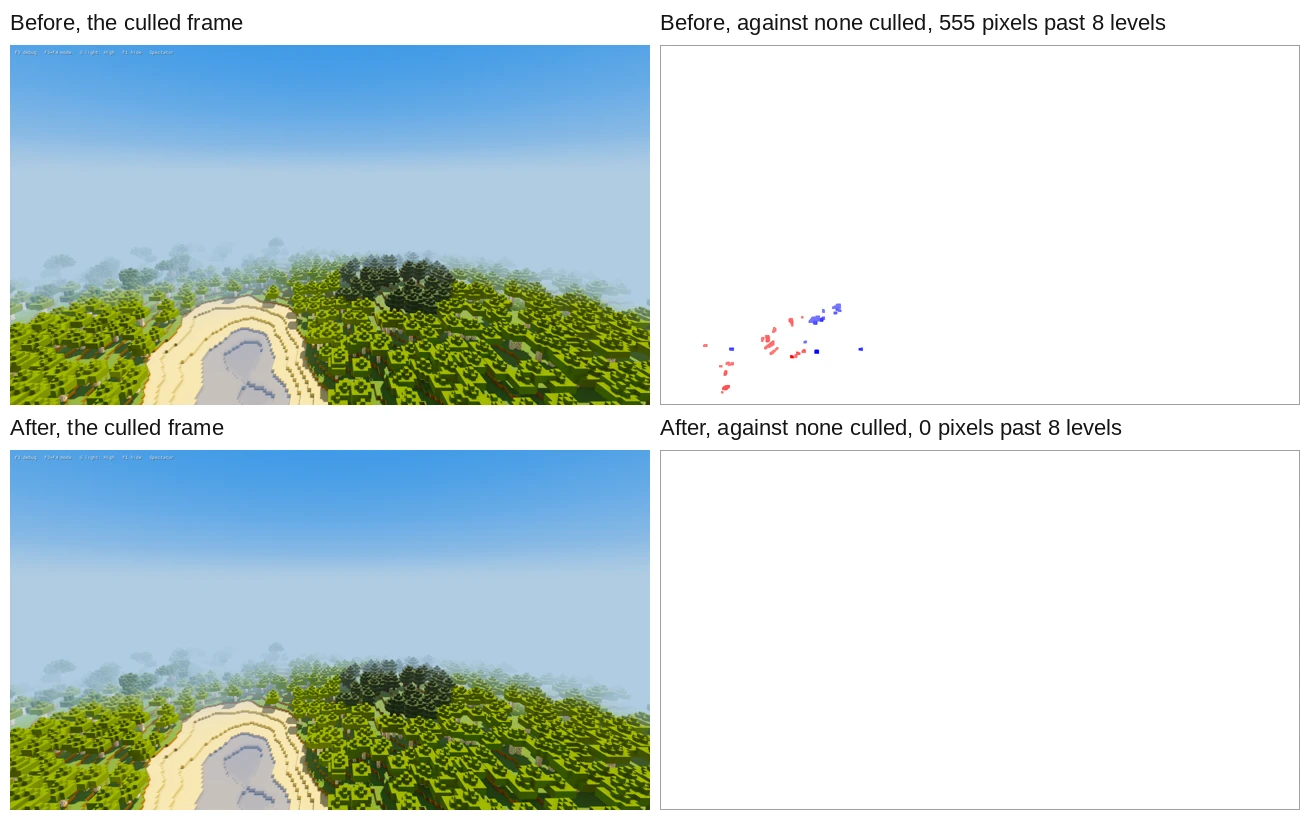 Before, the culled frame
Before, against none culled, 555 pixels past 8 levels
After, the culled frame
After, against none culled, 0 pixels past 8 levels